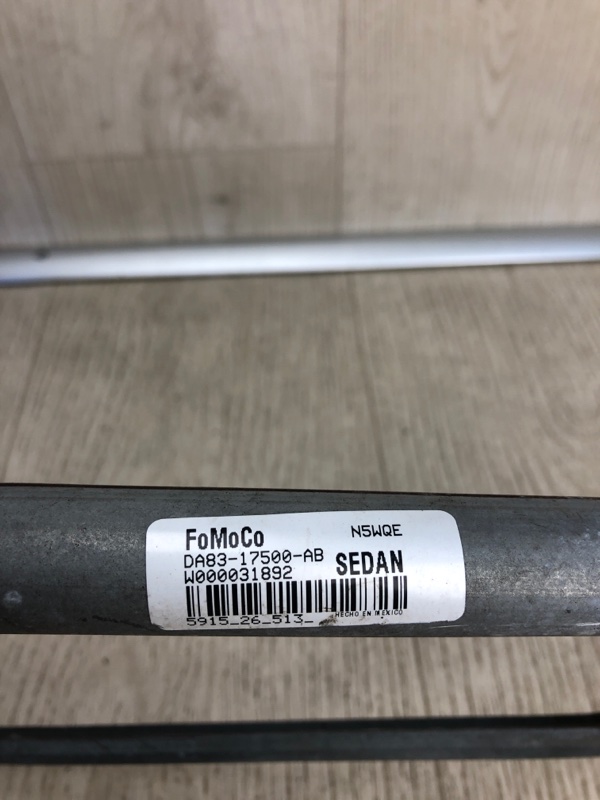 FoMoCo N5WQE
DA83-17500-AB
W000031892 SEDAN
5915_26_513_ HECHO EN MEXICO